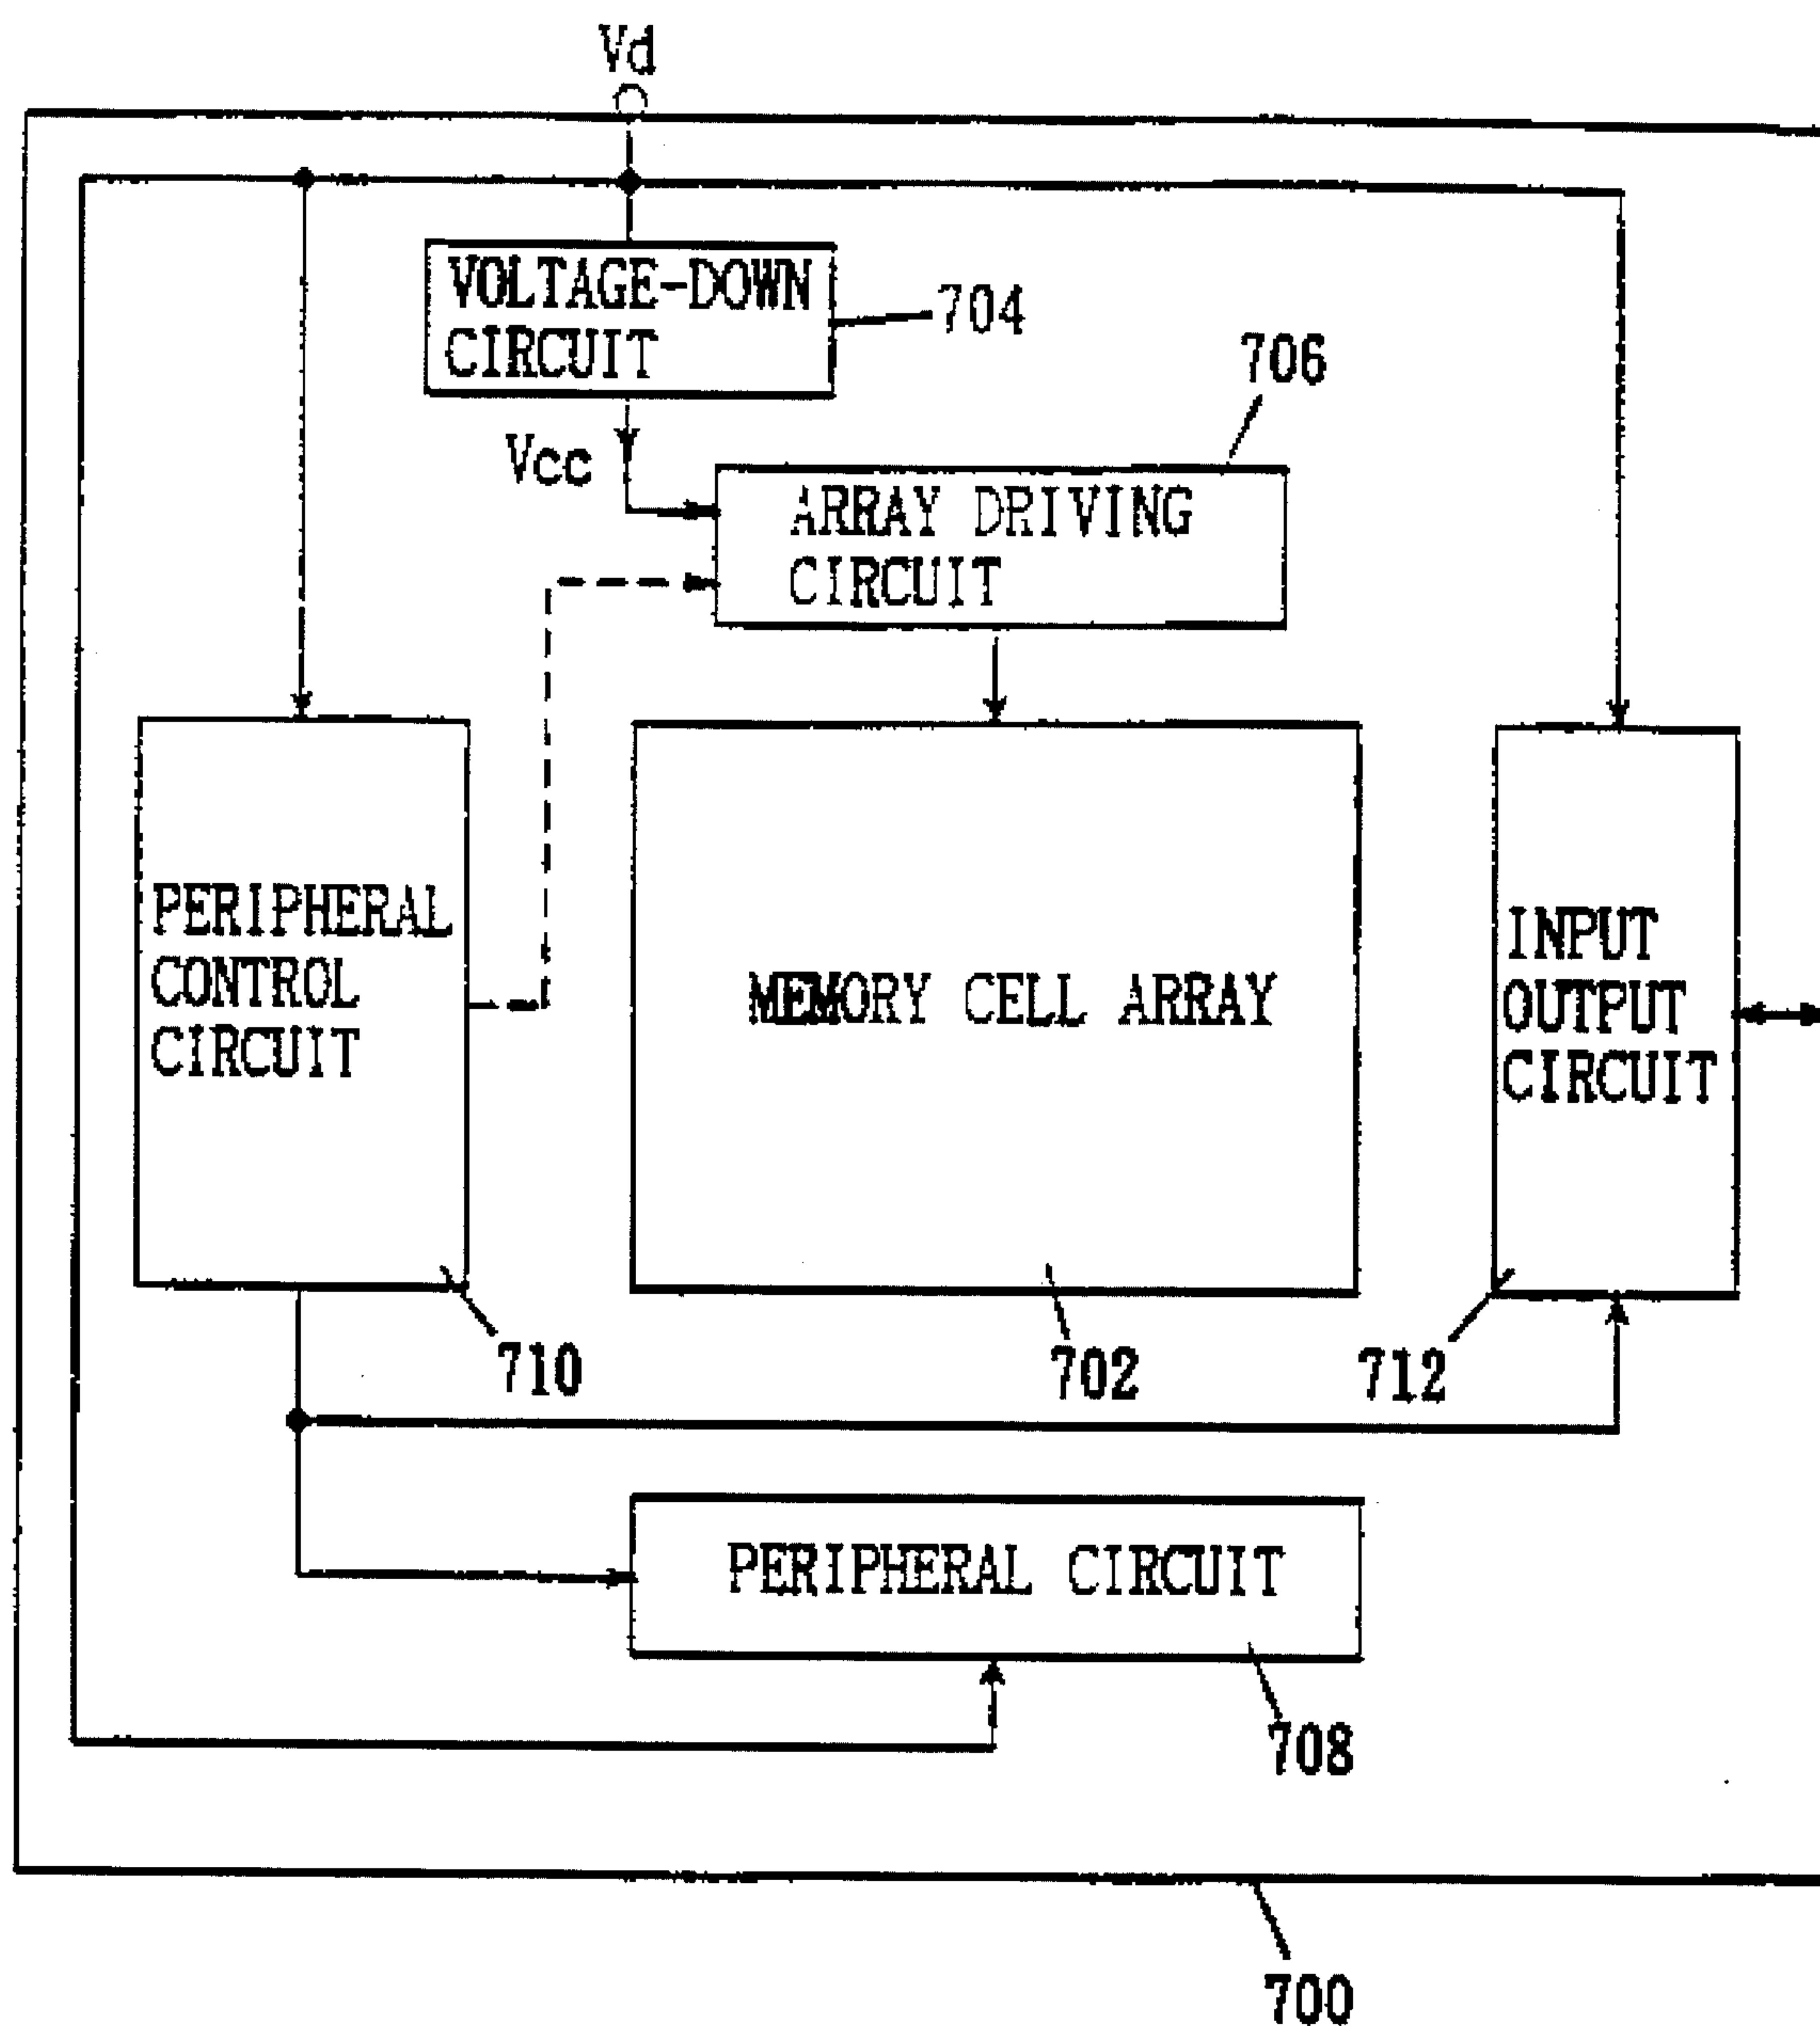 Vd
VOLTAGE-DOWN
CIRCUIT
704
706
Vcc
ARRAY DRIVING
CIRCUIT
PERIPHERAL
CONTROL
CIRCUIT
MEMORY CELL ARRAY
INPUT
OUTPUT
CIRCUIT
710
702
712
PERIPHERAL CIRCUIT
708
700